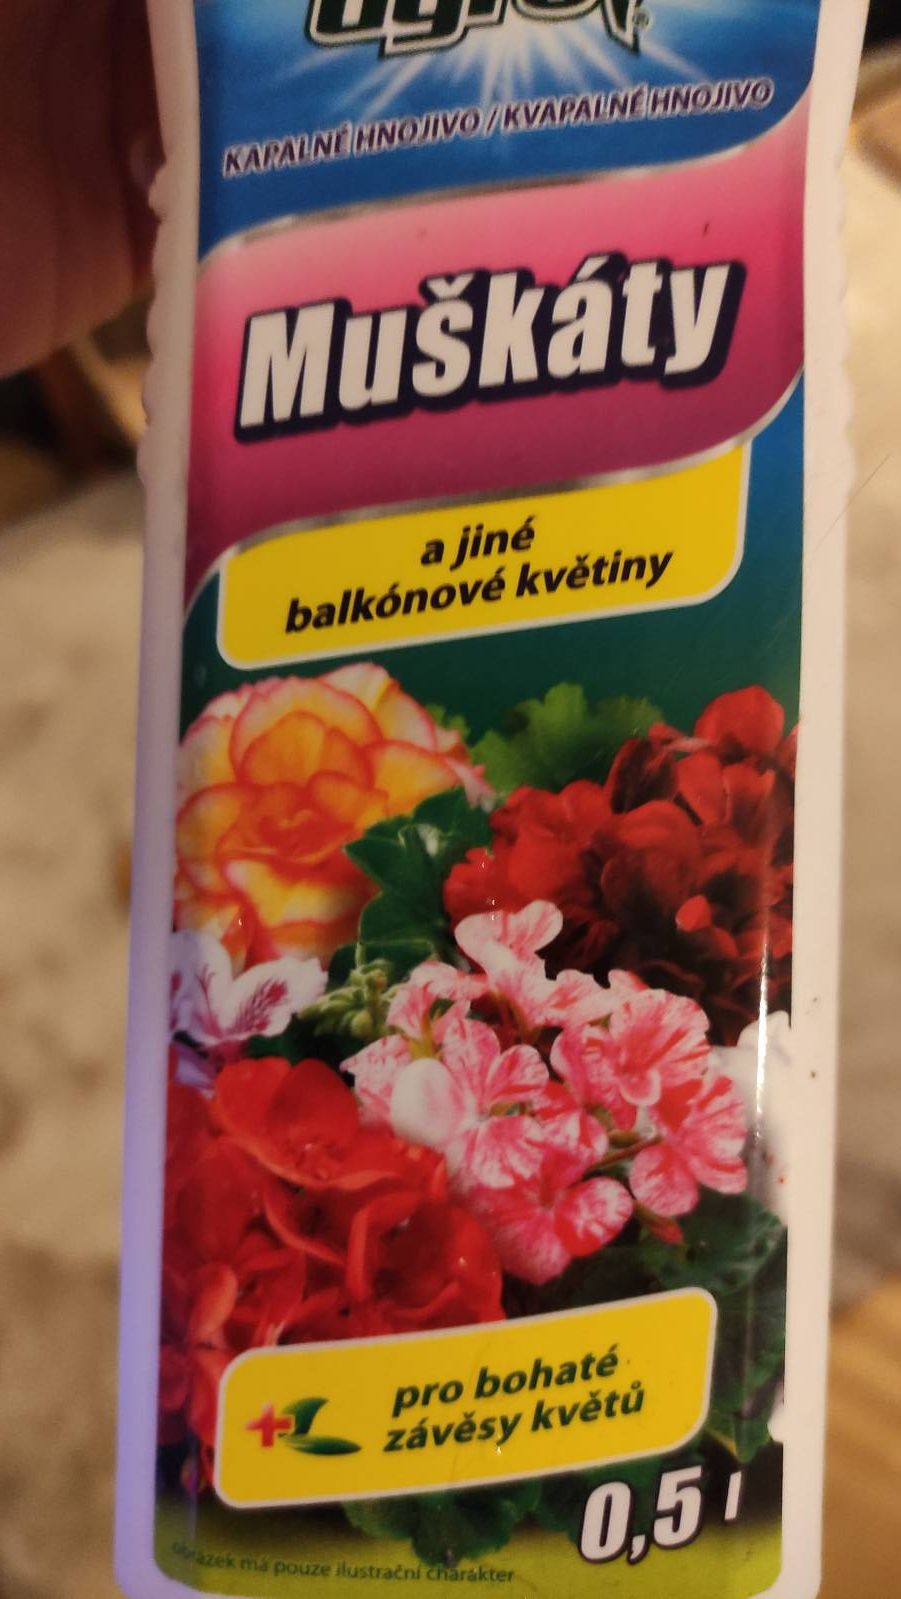 agro
KAPALNÉ HNOJIVO / KVAPALNÉ HNOJIVO
Muškáty
a jiné
balkónové květiny
pro bohaté
závěsy květů
0,5 l
obrázek má pouze ilustrační charakter